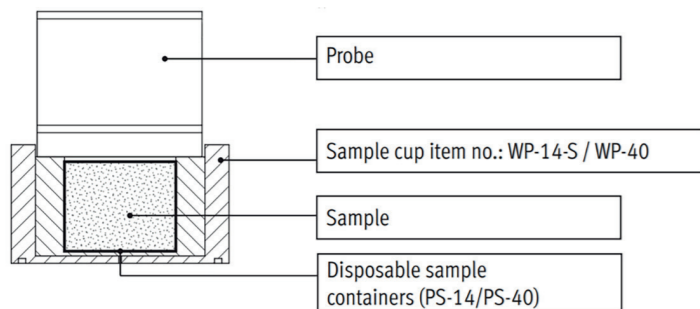 Probe
Sample cup item no.: WP-14-S / WP-40
Sample
Disposable sample
containers (PS-14/PS-40)